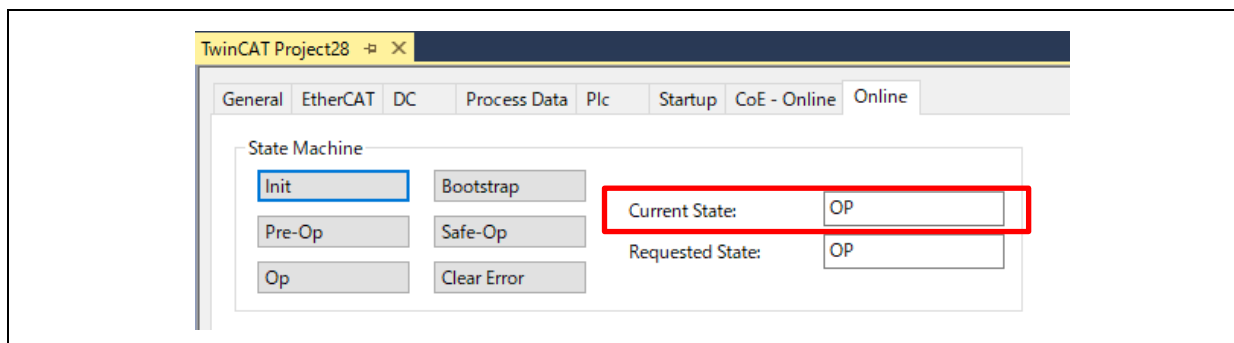 TwinCAT Project28
General EtherCAT DC Process Data Plc Startup CoE - Online Online
State Machine
Init Bootstrap
Current State: OP
Pre-Op Safe-Op
Requested State: OP
Op Clear Error